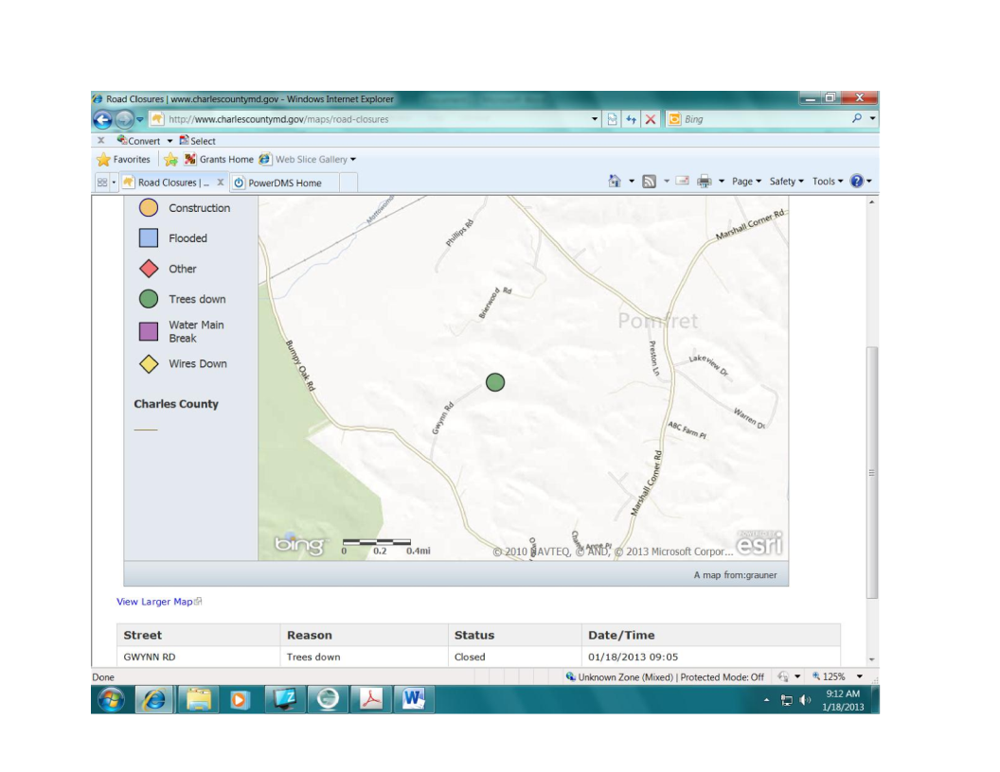 Road Closures | www.charlescountymd.gov - Windows Internet Explorer
http://www.charlescountymd.gov/maps/road-closures
Bing
X Convert Select
Favorites Grants Home Web Slice Gallery
Road Closures | ... X PowerDMS Home Page Safety Tools
Construction
Flooded
Other
Trees down
Water Main
Break
Wires Down
Charles County
Phillips Rd
Marshall Corner Rd
Brierwood Rd
Pomfret
Bumpy Oak Rd
Preston Ln
Lakeview Dr
Gwynn Rd
Warren Dr
ABC Farm Pl
Marshall Corner Rd
bing
0 0.2 0.4mi
© 2010 NAVTEQ, © AND, © 2013 Microsoft Corpor...
esri
A map from:grauner
View Larger Map
Street Reason Status Date/Time
GWYNN RD Trees down Closed 01/18/2013 09:05
Done Unknown Zone (Mixed) | Protected Mode: Off 125%
9:12 AM
1/18/2013